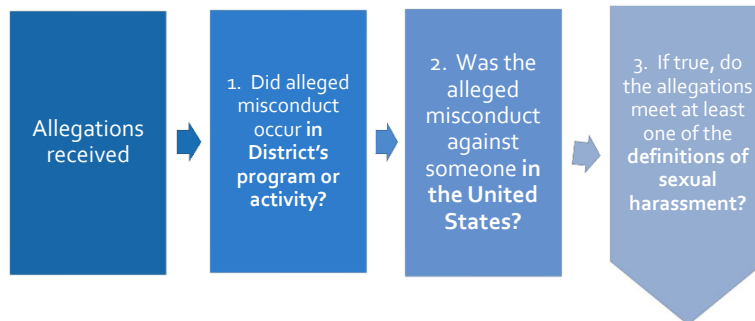 Allegations
received
1. Did alleged
misconduct
occur in
District's
program or
activity?
2. Was the
alleged
misconduct
against
someone in
the United
States?
3. If true, do
the allegations
meet at least
one of the
definitions of
sexual
harassment?